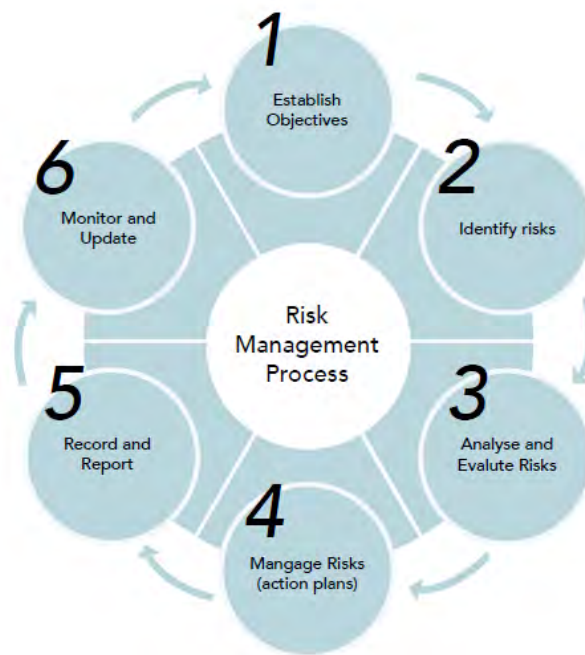 1
Establish
Objectives
2
Identify risks
3
Analyse and
Evalute Risks
4
Mangage Risks
(action plans)
5
Record and
Report
6
Monitor and
Update
Risk
Management
Process